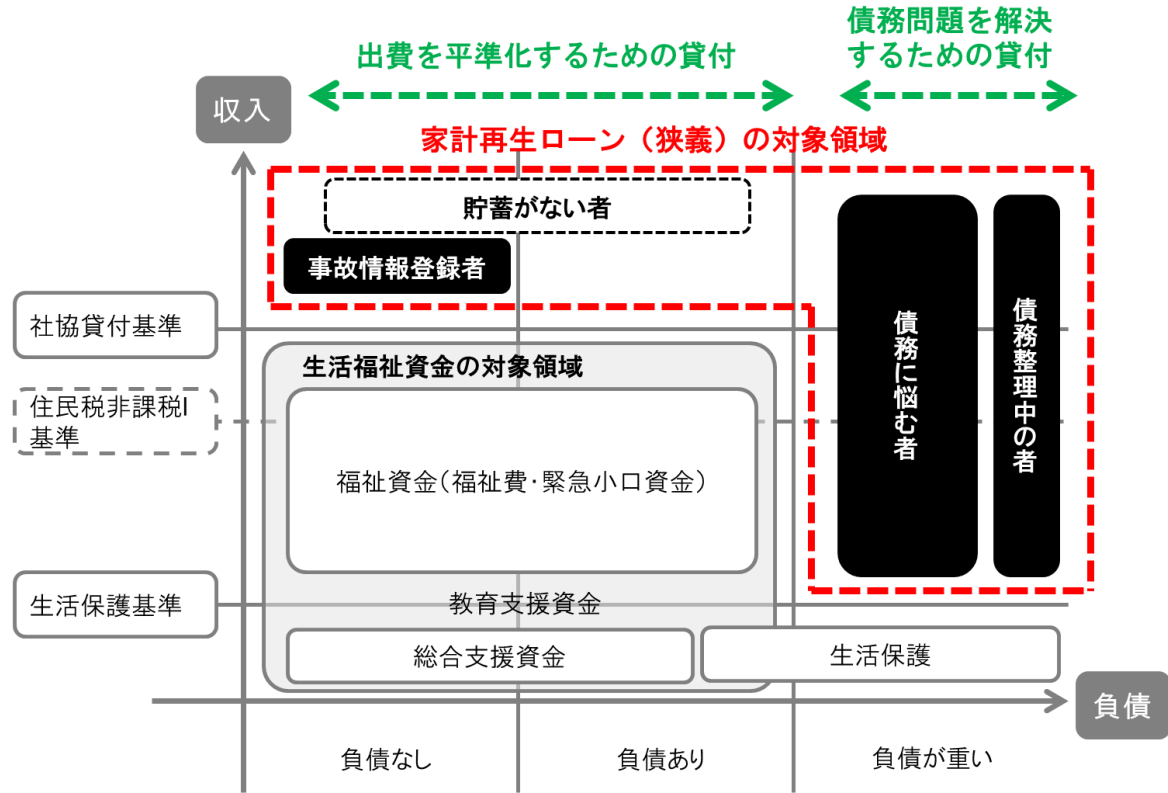 債務問題を解決
するための貸付
出費を平準化するための貸付
収入
家計再生ローン（狭義）の対象領域
貯蓄がない者
事故情報登録者
社協貸付基準
債務に悩む者
債務整理中の者
生活福祉資金の対象領域
住民税非課税l
基準
福祉資金（福祉費・緊急小口資金）
生活保護基準
教育支援資金
総合支援資金
生活保護
負債
負債なし
負債あり
負債が重い